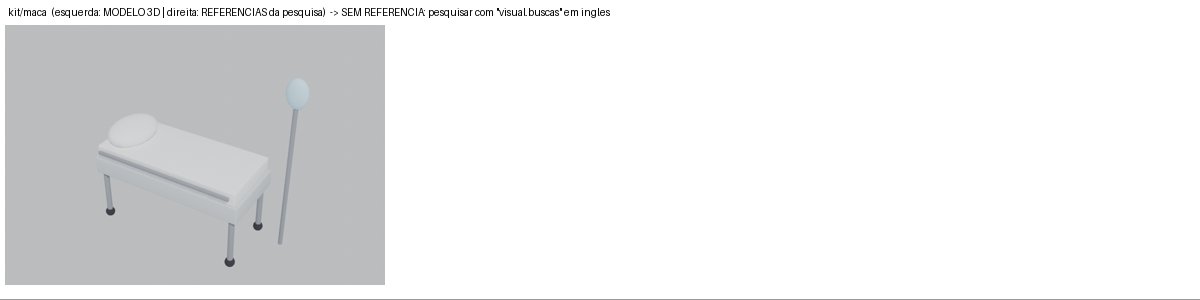 kit/maca (esquerda: MODELO 3D | direita: REFERENCIAS da pesquisa) -> SEM REFERENCIA: pesquisar com "visual.buscas" em ingles